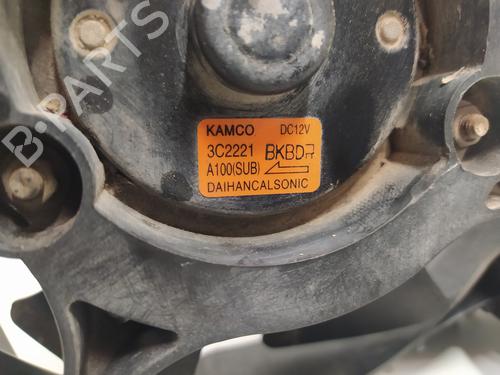 B-PARTS
KAMCO DC12V
3C2221 BKBD
A100(SUB)
DAIHANCALSONIC